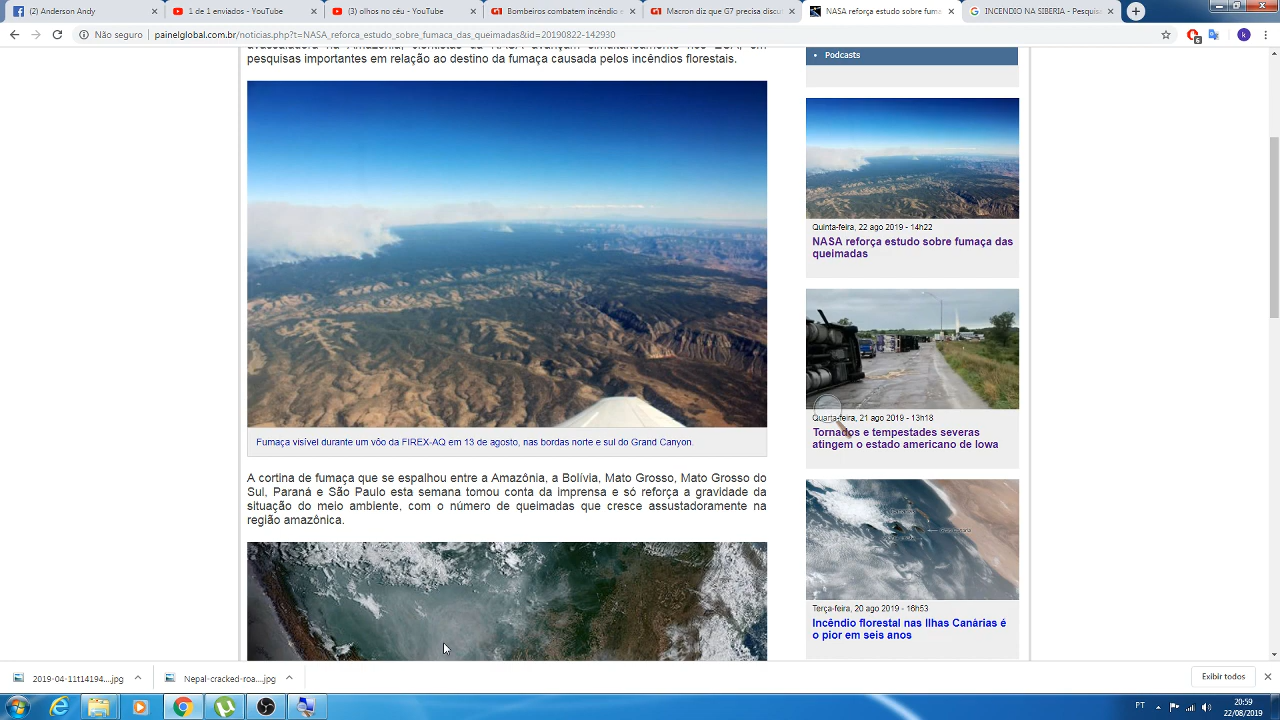 (2) Anderson Andy
1 de 1 enviados - YouTube
(3) olhos no céu - YouTube
Bombeiros combatem incêndio e
Macron diz que G7 precisa discu
NASA reforça estudo sobre fuma
INCENDIO NA SIBERIA - Pesquisa
Não seguro
painelglobal.com.br/noticias.php?t=NASA_reforca_estudo_sobre_fumaca_das_queimadas&id=20190822-142930
6
k
pesquisas importantes em relação ao destino da fumaça causada pelos incêndios florestais.
Fumaça visível durante um vôo da FIREX-AQ em 13 de agosto, nas bordas norte e sul do Grand Canyon.
A cortina de fumaça que se espalhou entre a Amazônia, a Bolívia, Mato Grosso, Mato Grosso do
Sul, Paraná e São Paulo esta semana tomou conta da imprensa e só reforça a gravidade da
situação do meio ambiente, com o número de queimadas que cresce assustadoramente na
região amazônica.
Podcasts
Quinta-feira, 22 ago 2019 - 14h22
NASA reforça estudo sobre fumaça das
queimadas
Quarta-feira, 21 ago 2019 - 13h18
Tornados e tempestades severas
atingem o estado americano de Iowa
Terça-feira, 20 ago 2019 - 16h53
Incêndio florestal nas Ilhas Canárias é
o pior em seis anos
2019-04-11t14194....jpg
Nepal-cracked-roa....jpg
Exibir todos
PT
20:59
22/08/2019